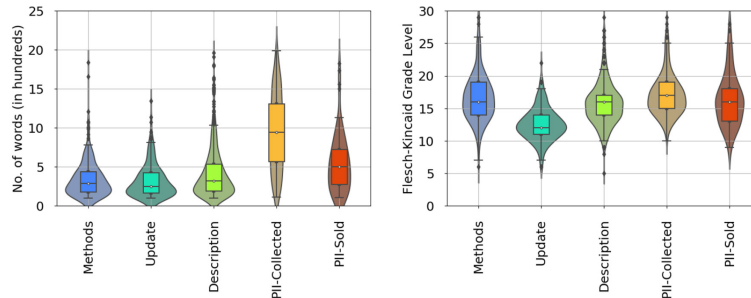 No. of words (in hundreds)
25
20
15
10
5
0
Methods
Update
Description
PII-Collected
PII-Sold
Flesch-Kincaid Grade Level
30
25
20
15
10
5
0
Methods
Update
Description
PII-Collected
PII-Sold